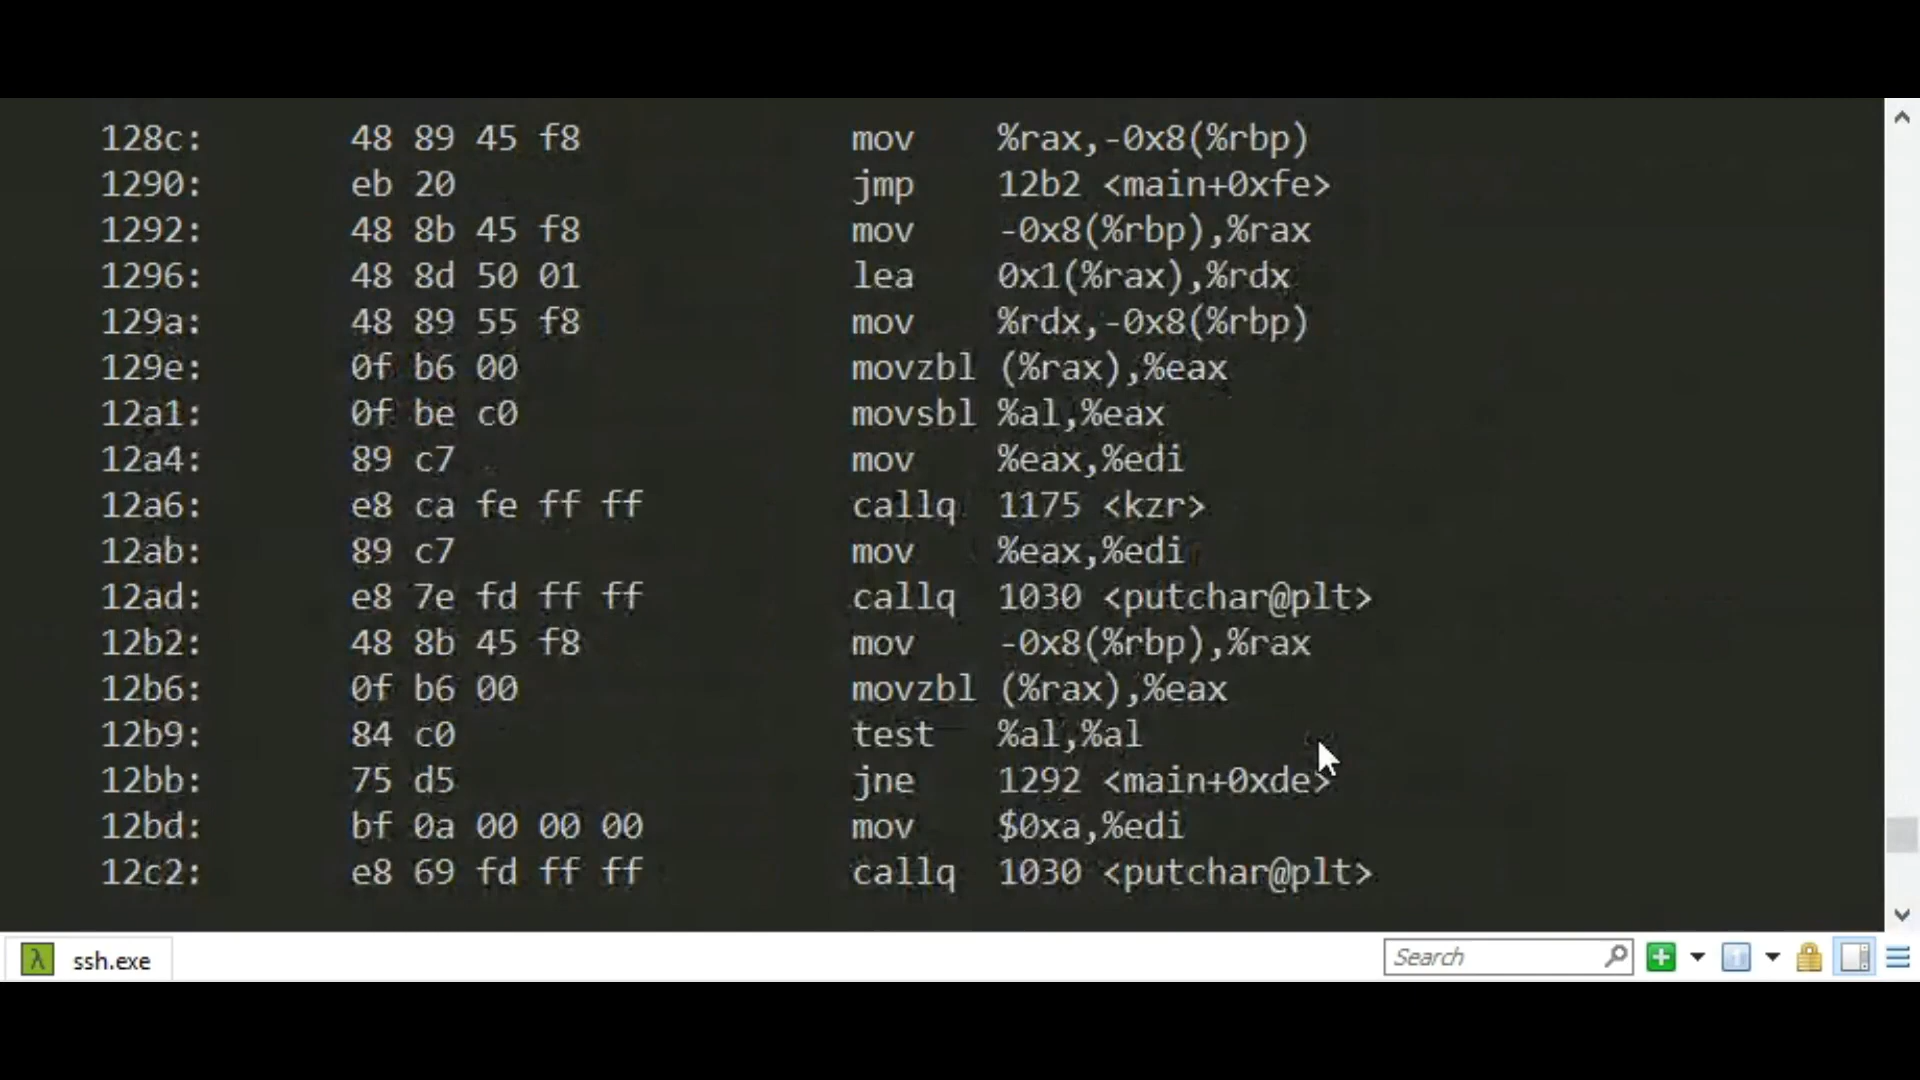 128c: 48 89 45 f8 mov %rax,-0x8(%rbp)
1290: eb 20 jmp 12b2 <main+0xfe>
1292: 48 8b 45 f8 mov -0x8(%rbp),%rax
1296: 48 8d 50 01 lea 0x1(%rax),%rdx
129a: 48 89 55 f8 mov %rdx,-0x8(%rbp)
129e: 0f b6 00 movzbl (%rax),%eax
12a1: 0f be c0 movsbl %al,%eax
12a4: 89 c7 mov %eax,%edi
12a6: e8 ca fe ff ff callq 1175 <kzr>
12ab: 89 c7 mov %eax,%edi
12ad: e8 7e fd ff ff callq 1030 <putchar@plt>
12b2: 48 8b 45 f8 mov -0x8(%rbp),%rax
12b6: 0f b6 00 movzbl (%rax),%eax
12b9: 84 c0 test %al,%al
12bb: 75 d5 jne 1292 <main+0xde>
12bd: bf 0a 00 00 00 mov $0xa,%edi
12c2: e8 69 fd ff ff callq 1030 <putchar@plt>
λ ssh.exe Search